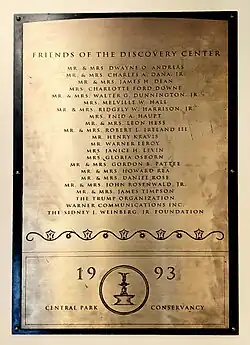 FRIENDS OF THE DISCOVERY CENTER
MR. & MRS. DWAYNE O. ANDREAS
MR. & MRS. CHARLES A. DANA, JR.
MR. & MRS. JAMES H. DEAN
MRS. CHARLOTTE FORD DOWNE
MR. & MRS. WALTER G. DUNNINGTON, JR.
MRS. MELVILLE W. HALL
MR. & MRS. RIDGELY W. HARRISON, JR.
MRS. ENID A. HAUPT
MR. & MRS. LEON HESS
MR. & MRS. ROBERT L. IRELAND III
MR. HENRY KRAVIS
MR. WARNER LEROY
MRS. JANICE H. LEVIN
MRS. GLORIA OSBORN
MR. & MRS. GORDON B. PATTEE
MR. & MRS. HOWARD REA
MR. & MRS. DANIEL ROSE
MR. & MRS. JOHN ROSENWALD, JR.
MR. & MRS. JAMES TIMPSON
THE TRUMP ORGANIZATION
WARNER COMMUNICATIONS INC.
THE SIDNEY J. WEINBERG, JR. FOUNDATION
19 93
CENTRAL PARK CONSERVANCY